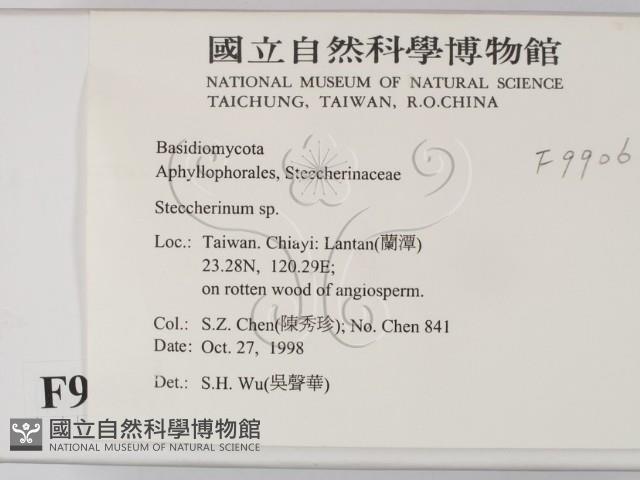 國立自然科學博物館
NATIONAL MUSEUM OF NATURAL SCIENCE
TAICHUNG, TAIWAN, R.O.CHINA
F9906
Basidiomycota
Aphyllophorales, Steccherinaceae
Steccherinum sp.
Loc.: Taiwan. Chiayi: Lantan(蘭潭)
23.28N, 120.29E;
on rotten wood of angiosperm.
Col.: S.Z. Chen(陳秀珍); No. Chen 841
Date: Oct. 27, 1998
Det.: S.H. Wu(吳聲華)
F9
國立自然科學博物館
NATIONAL MUSEUM OF NATURAL SCIENCE